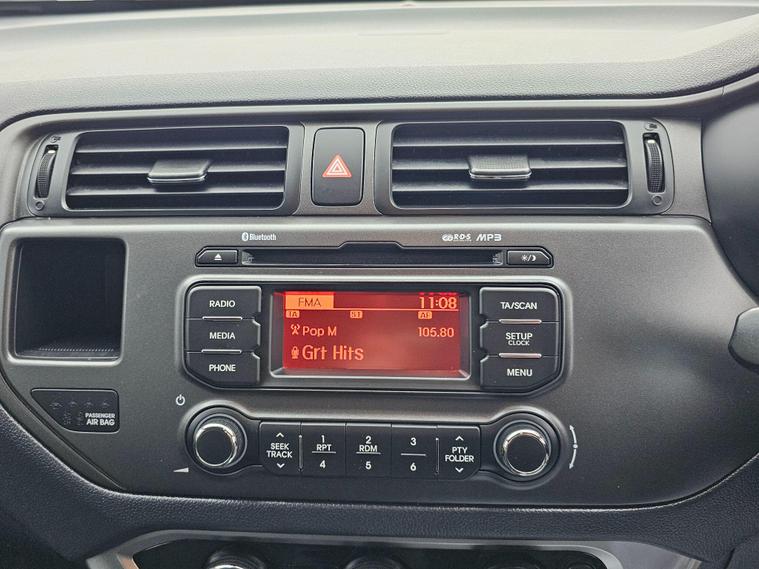 Bluetooth
R·D·S MP3
RADIO
MEDIA
PHONE
FMA 11:08
TA ST AF
Pop M 105.80
Grt Hits
TA/SCAN
SETUP
CLOCK
MENU
PASSENGER
AIR BAG
SEEK
TRACK
1
RPT
4
2
RDM
5
3
6
PTY
FOLDER